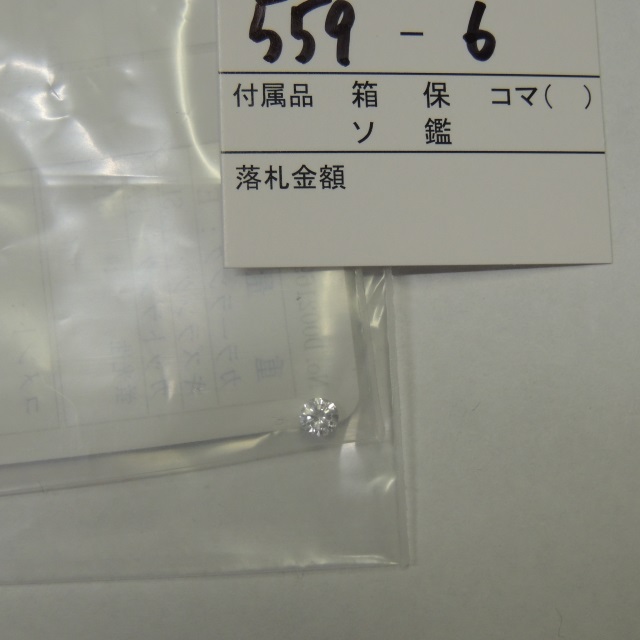 559 - 6
付属品 箱 保 コマ( )
ソ 鑑
落札金額